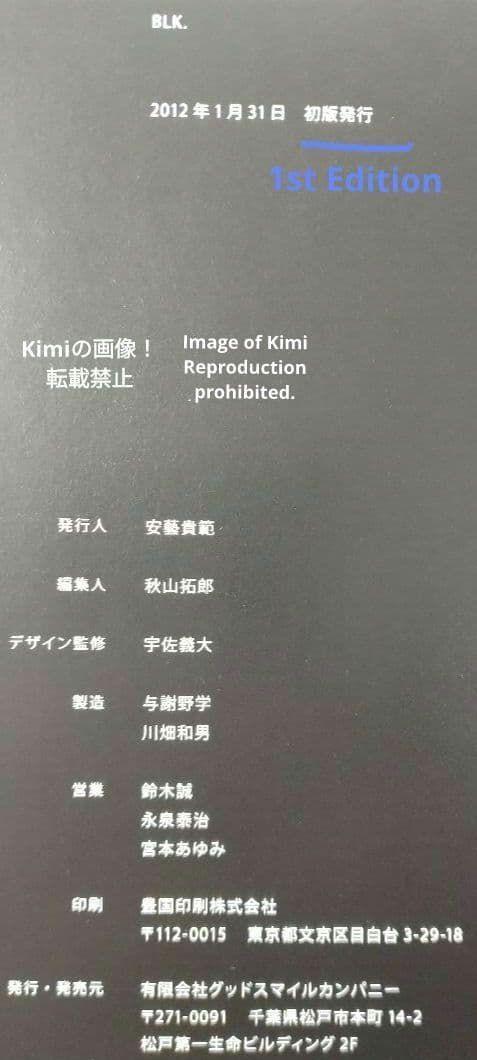 BLK.
2012年1月31日 初版発行
1st Edition
Kimiの画像！
転載禁止
Image of Kimi
Reproduction
prohibited.
発行人 安藝貴範
編集人 秋山拓郎
デザイン監修 宇佐義大
製造 与謝野学
川畑和男
営業 鈴木誠
永泉泰治
宮本あゆみ
印刷 豊国印刷株式会社
〒112-0015 東京都文京区目白台 3-29-18
発行・発売元 有限会社グッドスマイルカンパニー
〒271-0091 千葉県松戸市本町 14-2
松戸第一生命ビルディング 2F